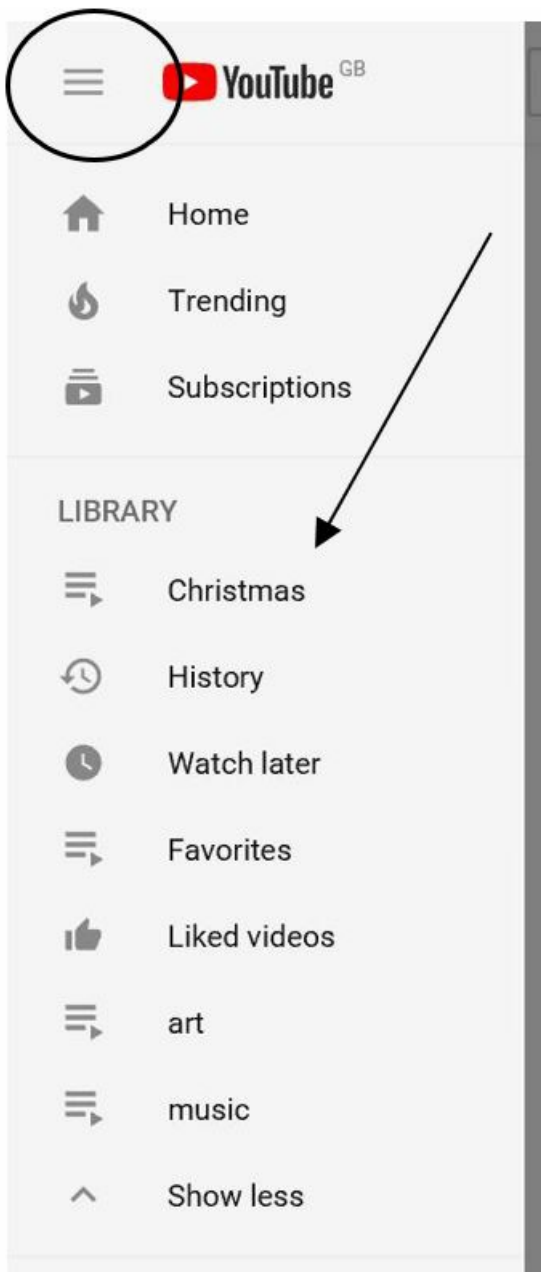 YouTube GB
Home
Trending
Subscriptions
LIBRARY
Christmas
History
Watch later
Favorites
Liked videos
art
music
Show less